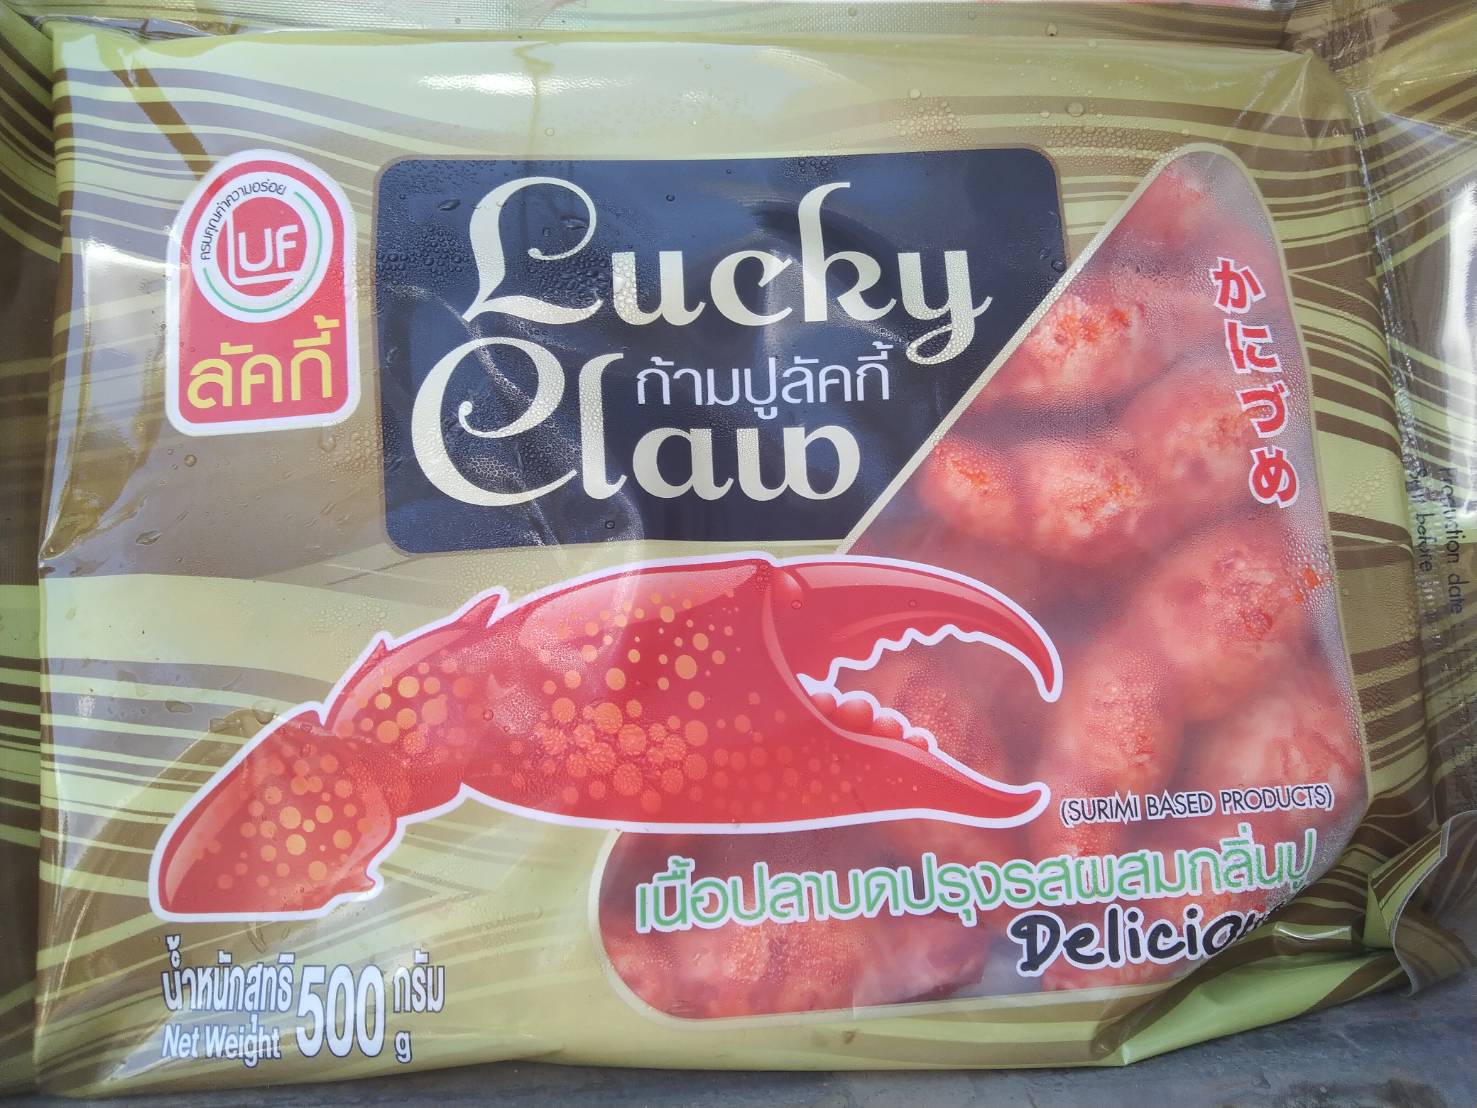 ครบคุณค่าความอร่อย
LUF
ลัคกี้
Lucky
Claw
ก้ามปูลัคกี้
かにづめ
(SURIMI BASED PRODUCTS)
เนื้อปลาบดปรุงรสผสมกลิ่นปู
น้ำหนักสุทธิ 500 กรัม
Net Weight g
Production date
before